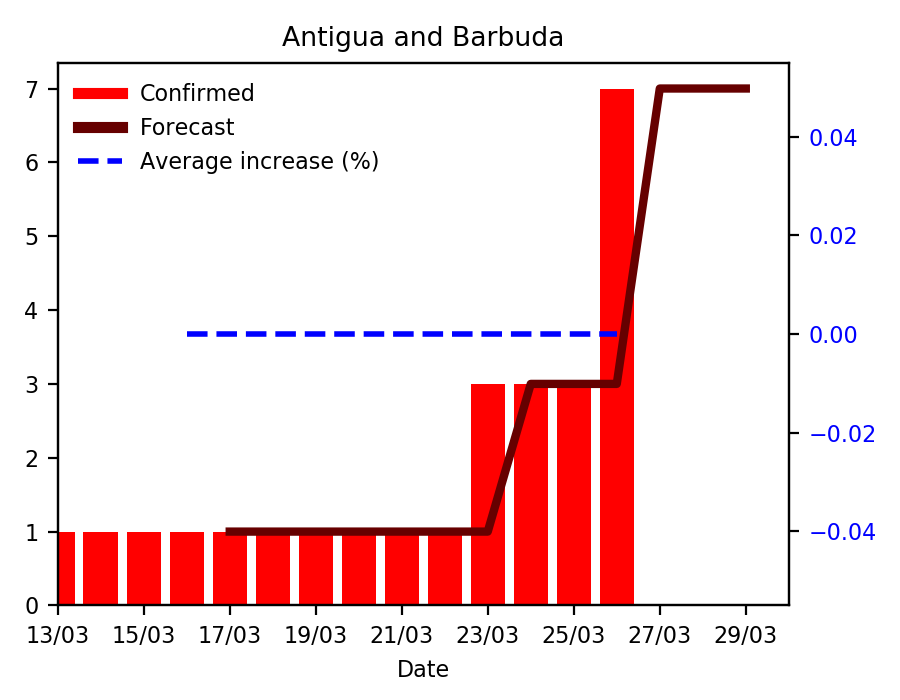 Antigua and Barbuda
Confirmed
Forecast
Average increase (%)
7
6
5
4
3
2
1
0
0.04
0.02
0.00
−0.02
−0.04
13/03 15/03 17/03 19/03 21/03 23/03 25/03 27/03 29/03
Date